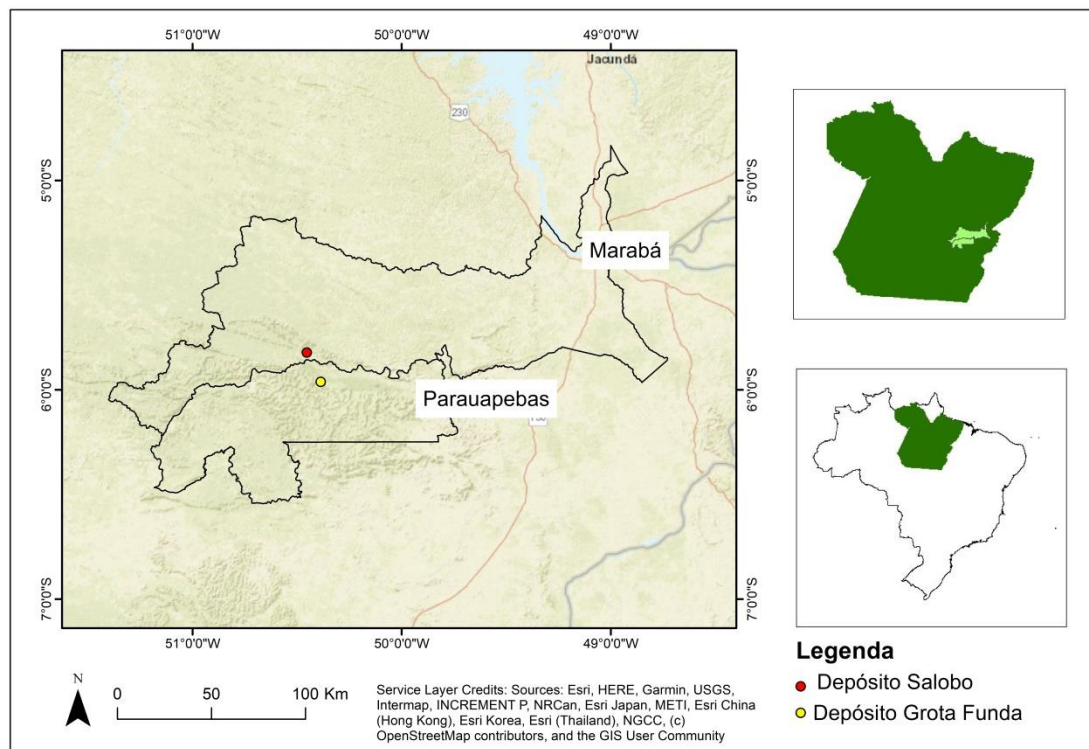 51°0'0"W 50°0'0"W 49°0'0"W
Jacundá
230
5°0'0"S 5°0'0"S
Marabá
6°0'0"S 6°0'0"S
Parauapebas
7°0'0"S 7°0'0"S
51°0'0"W 50°0'0"W 49°0'0"W
N
0 50 100 Km
Service Layer Credits: Sources: Esri, HERE, Garmin, USGS,
Intermap, INCREMENT P, NRCan, Esri Japan, METI, Esri China
(Hong Kong), Esri Korea, Esri (Thailand), NGCC, (c)
OpenStreetMap contributors, and the GIS User Community
Legenda
Depósito Salobo
Depósito Grota Funda